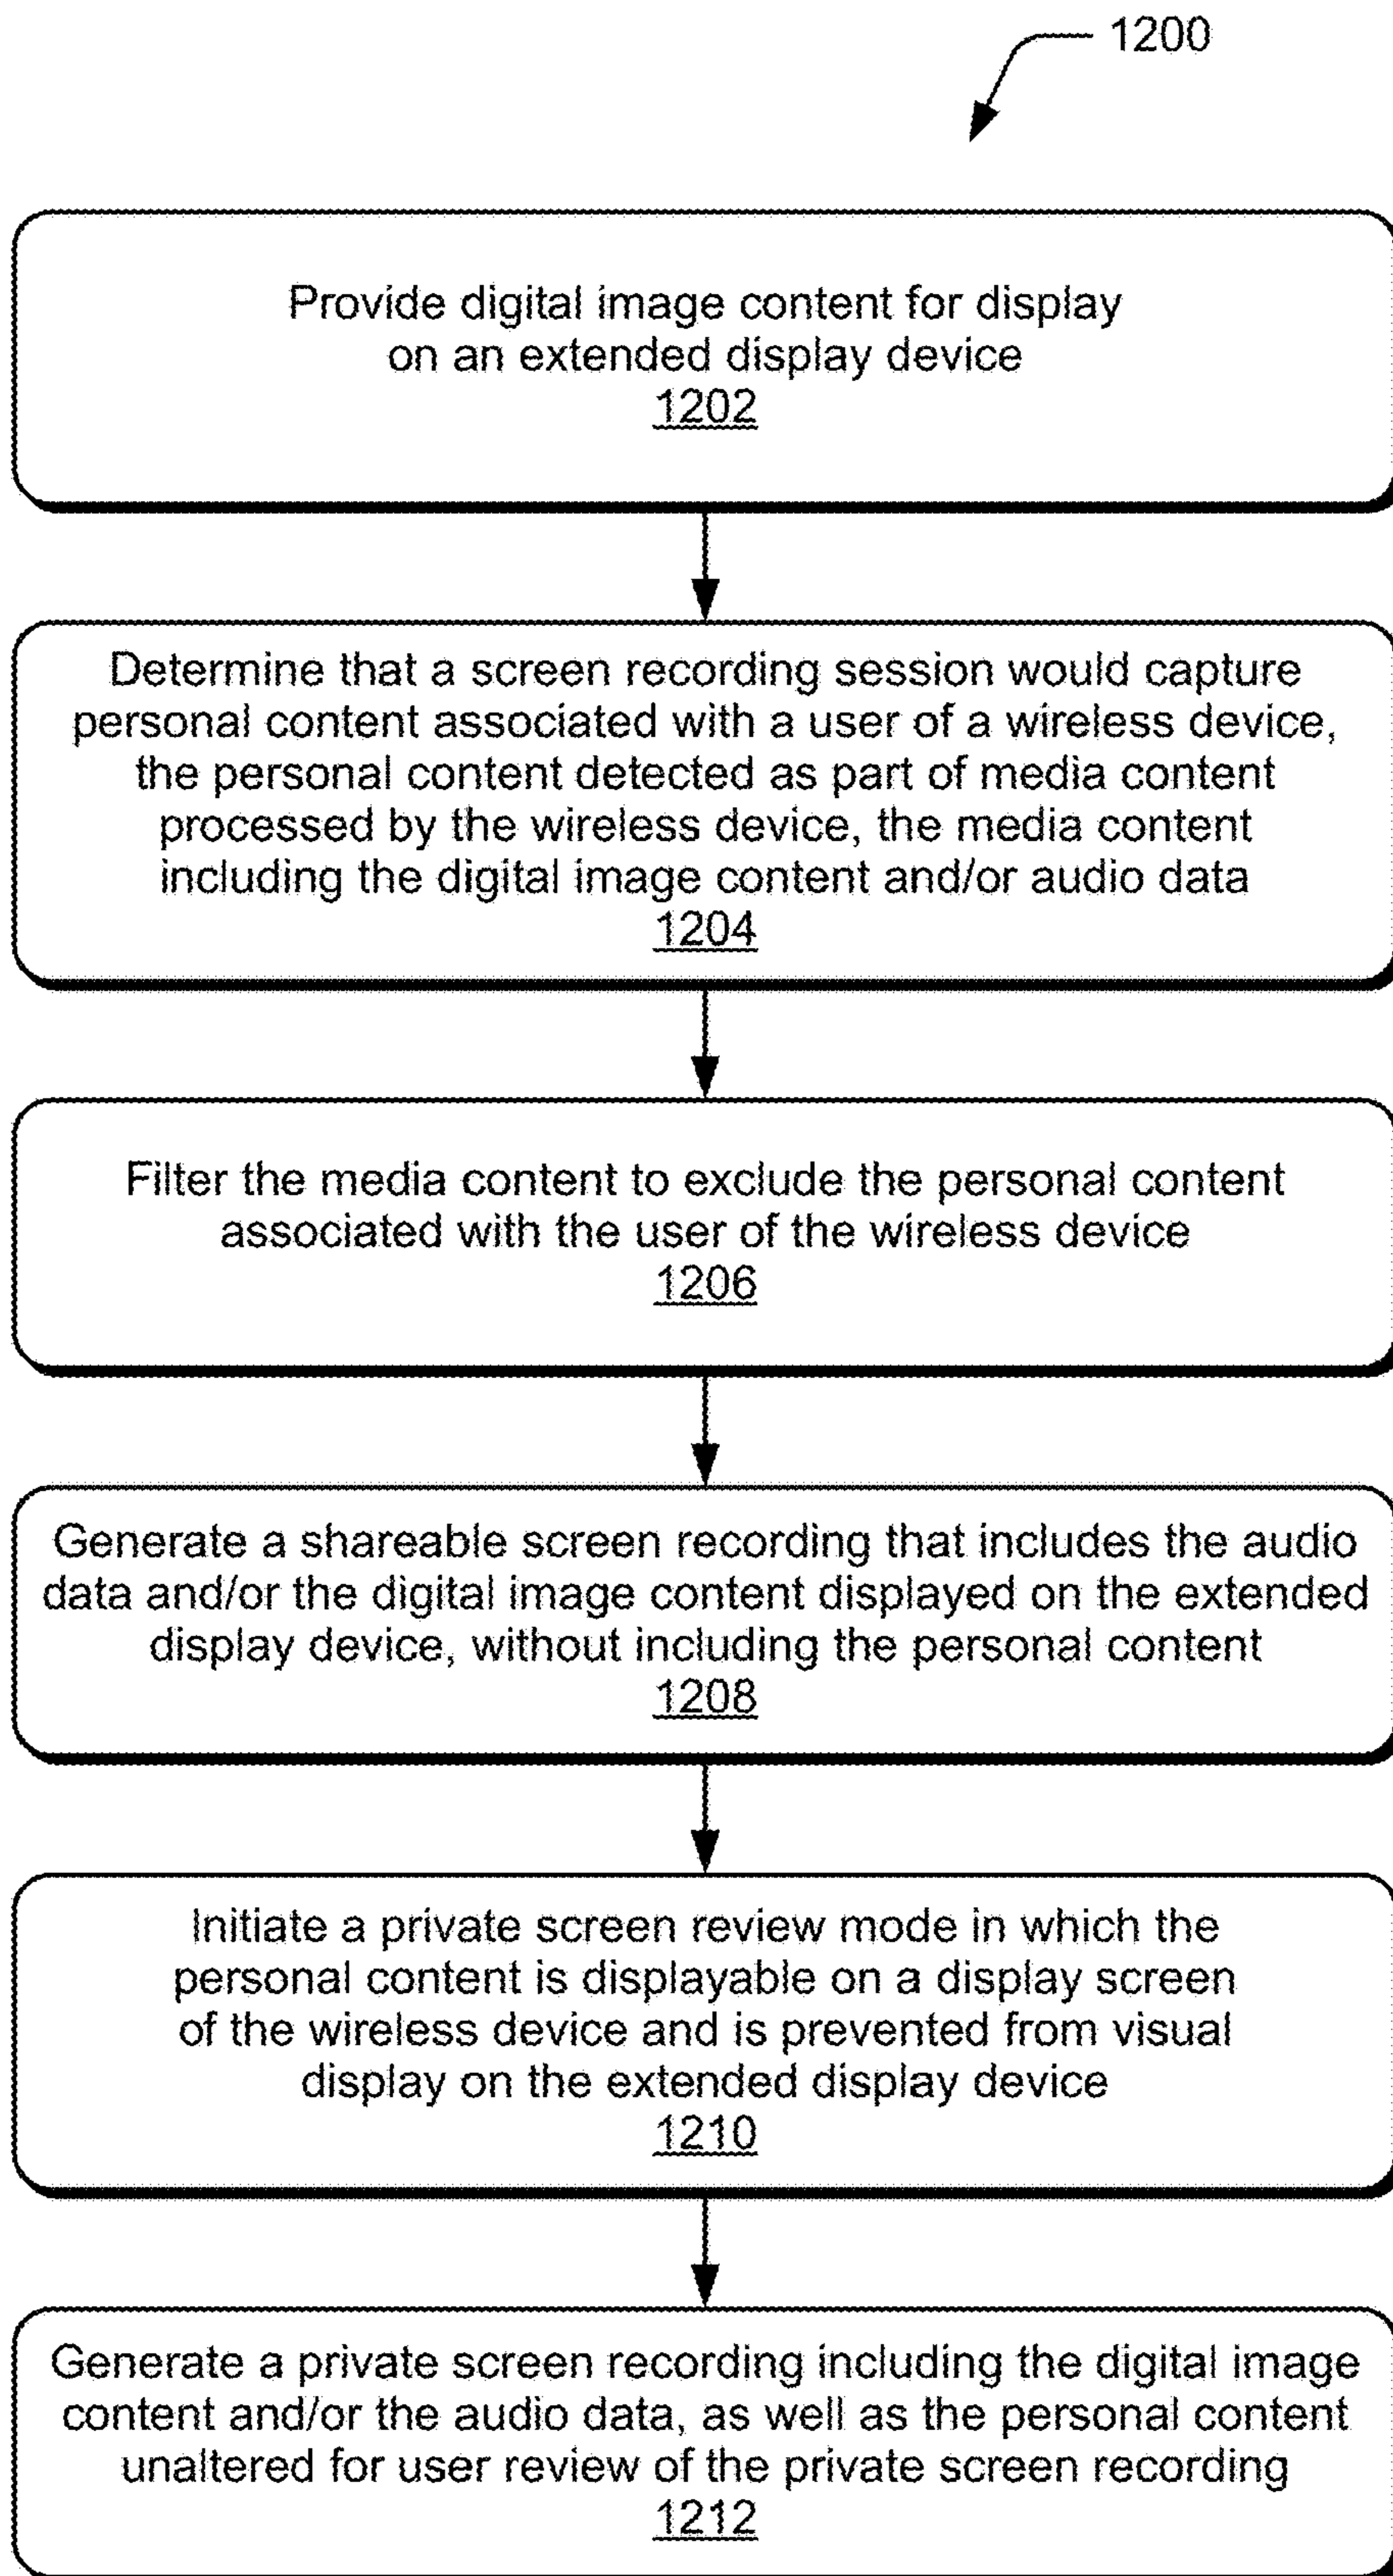 1200
Provide digital image content for display
on an extended display device
1202
Determine that a screen recording session would capture
personal content associated with a user of a wireless device,
the personal content detected as part of media content
processed by the wireless device, the media content
including the digital image content and/or audio data
1204
Filter the media content to exclude the personal content
associated with the user of the wireless device
1206
Generate a shareable screen recording that includes the audio
data and/or the digital image content displayed on the extended
display device, without including the personal content
1208
Initiate a private screen review mode in which the
personal content is displayable on a display screen
of the wireless device and is prevented from visual
display on the extended display device
1210
Generate a private screen recording including the digital image
content and/or the audio data, as well as the personal content
unaltered for user review of the private screen recording
1212